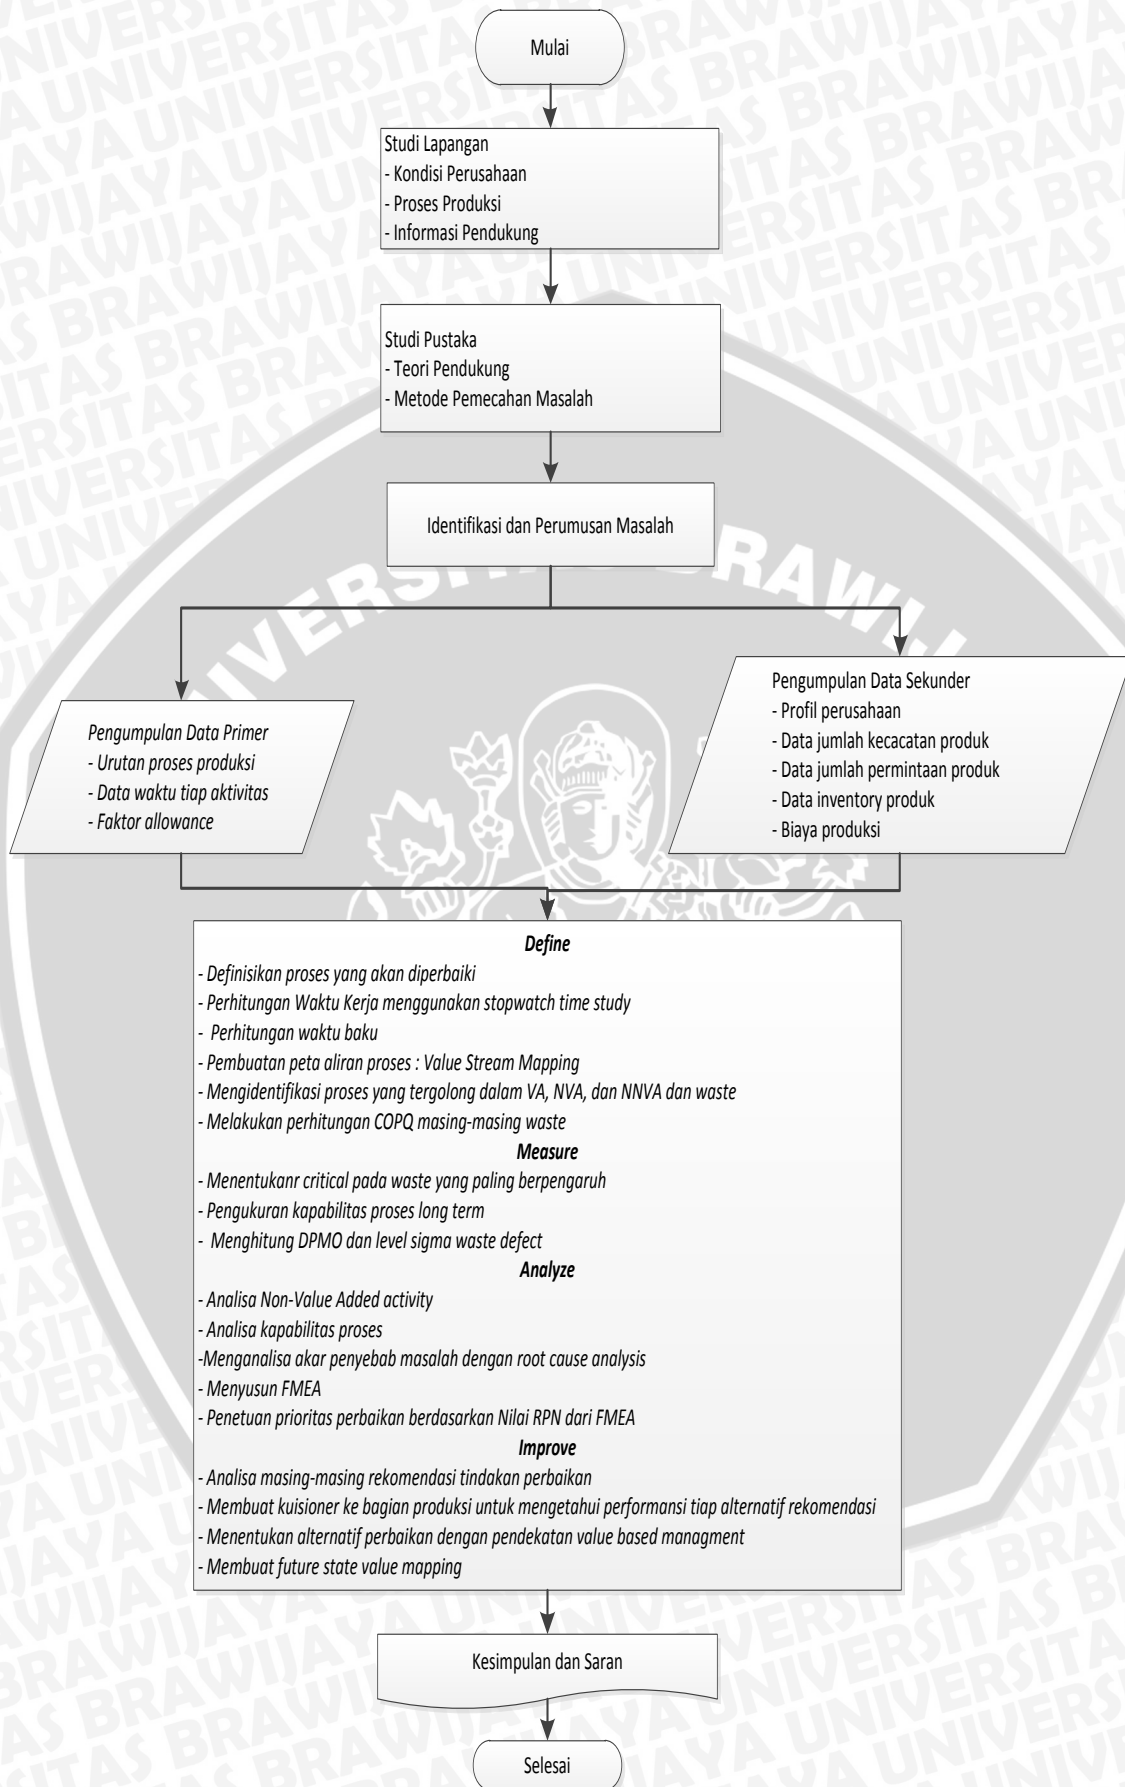 Mulai
Studi Lapangan
- Kondisi Perusahaan
- Proses Produksi
- Informasi Pendukung
Studi Pustaka
- Teori Pendukung
- Metode Pemecahan Masalah
Identifikasi dan Perumusan Masalah
Pengumpulan Data Primer
- Urutan proses produksi
- Data waktu tiap aktivitas
- Faktor allowance
Pengumpulan Data Sekunder
- Profil perusahaan
- Data jumlah kecacatan produk
- Data jumlah permintaan produk
- Data inventory produk
- Biaya produksi
Define
- Definisikan proses yang akan diperbaiki
- Perhitungan Waktu Kerja menggunakan stopwatch time study
- Perhitungan waktu baku
- Pembuatan peta aliran proses : Value Stream Mapping
- Mengidentifikasi proses yang tergolong dalam VA, NVA, dan NNVA dan waste
- Melakukan perhitungan COPQ masing-masing waste
Measure
- Menentukanr critical pada waste yang paling berpengaruh
- Pengukuran kapabilitas proses long term
- Menghitung DPMO dan level sigma waste defect
Analyze
- Analisa Non-Value Added activity
- Analisa kapabilitas proses
-Menganalisa akar penyebab masalah dengan root cause analysis
- Menyusun FMEA
- Penetuan prioritas perbaikan berdasarkan Nilai RPN dari FMEA
Improve
- Analisa masing-masing rekomendasi tindakan perbaikan
- Membuat kuisioner ke bagian produksi untuk mengetahui performansi tiap alternatif rekomendasi
- Menentukan alternatif perbaikan dengan pendekatan value based managment
- Membuat future state value mapping
Kesimpulan dan Saran
Selesai